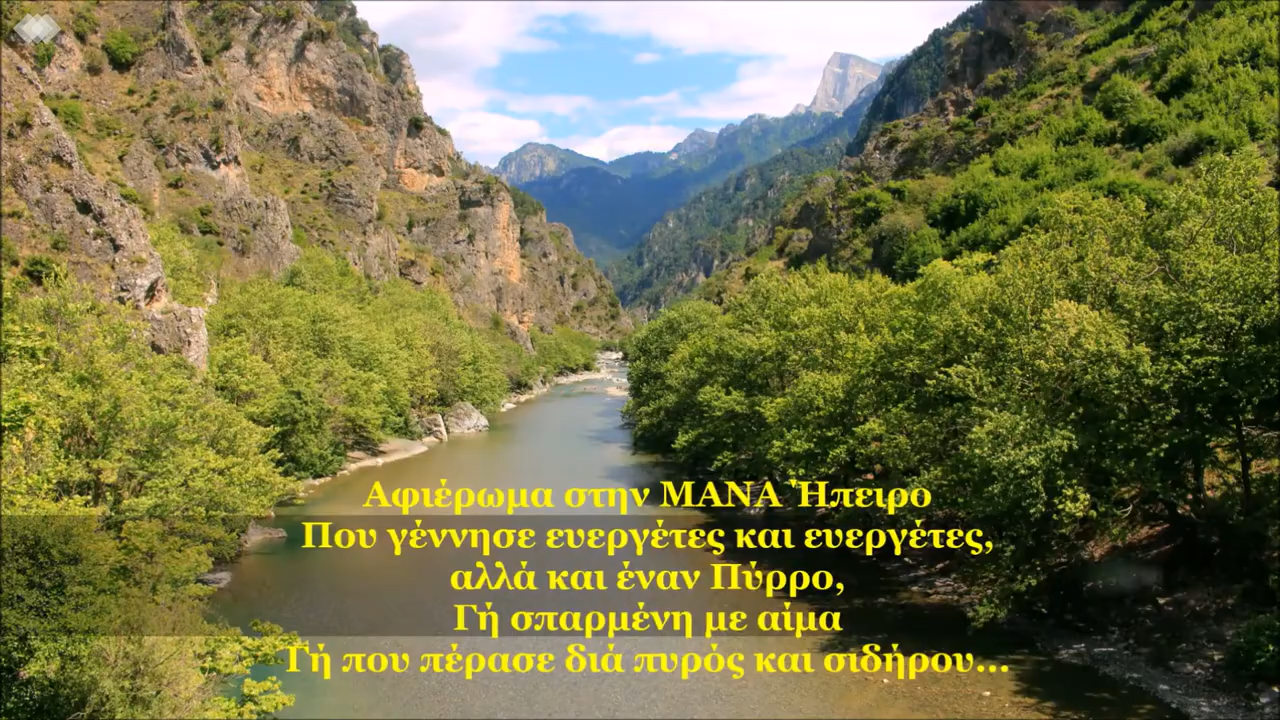 Αφιέρωμα στην ΜΑΝΑ Ήπειρο
Που γέννησε ευεργέτες και ευεργέτες,
αλλά και έναν Πύρρο,
Γή σπαρμένη με αίμα
Γή που πέρασε διά πυρός και σιδήρου...